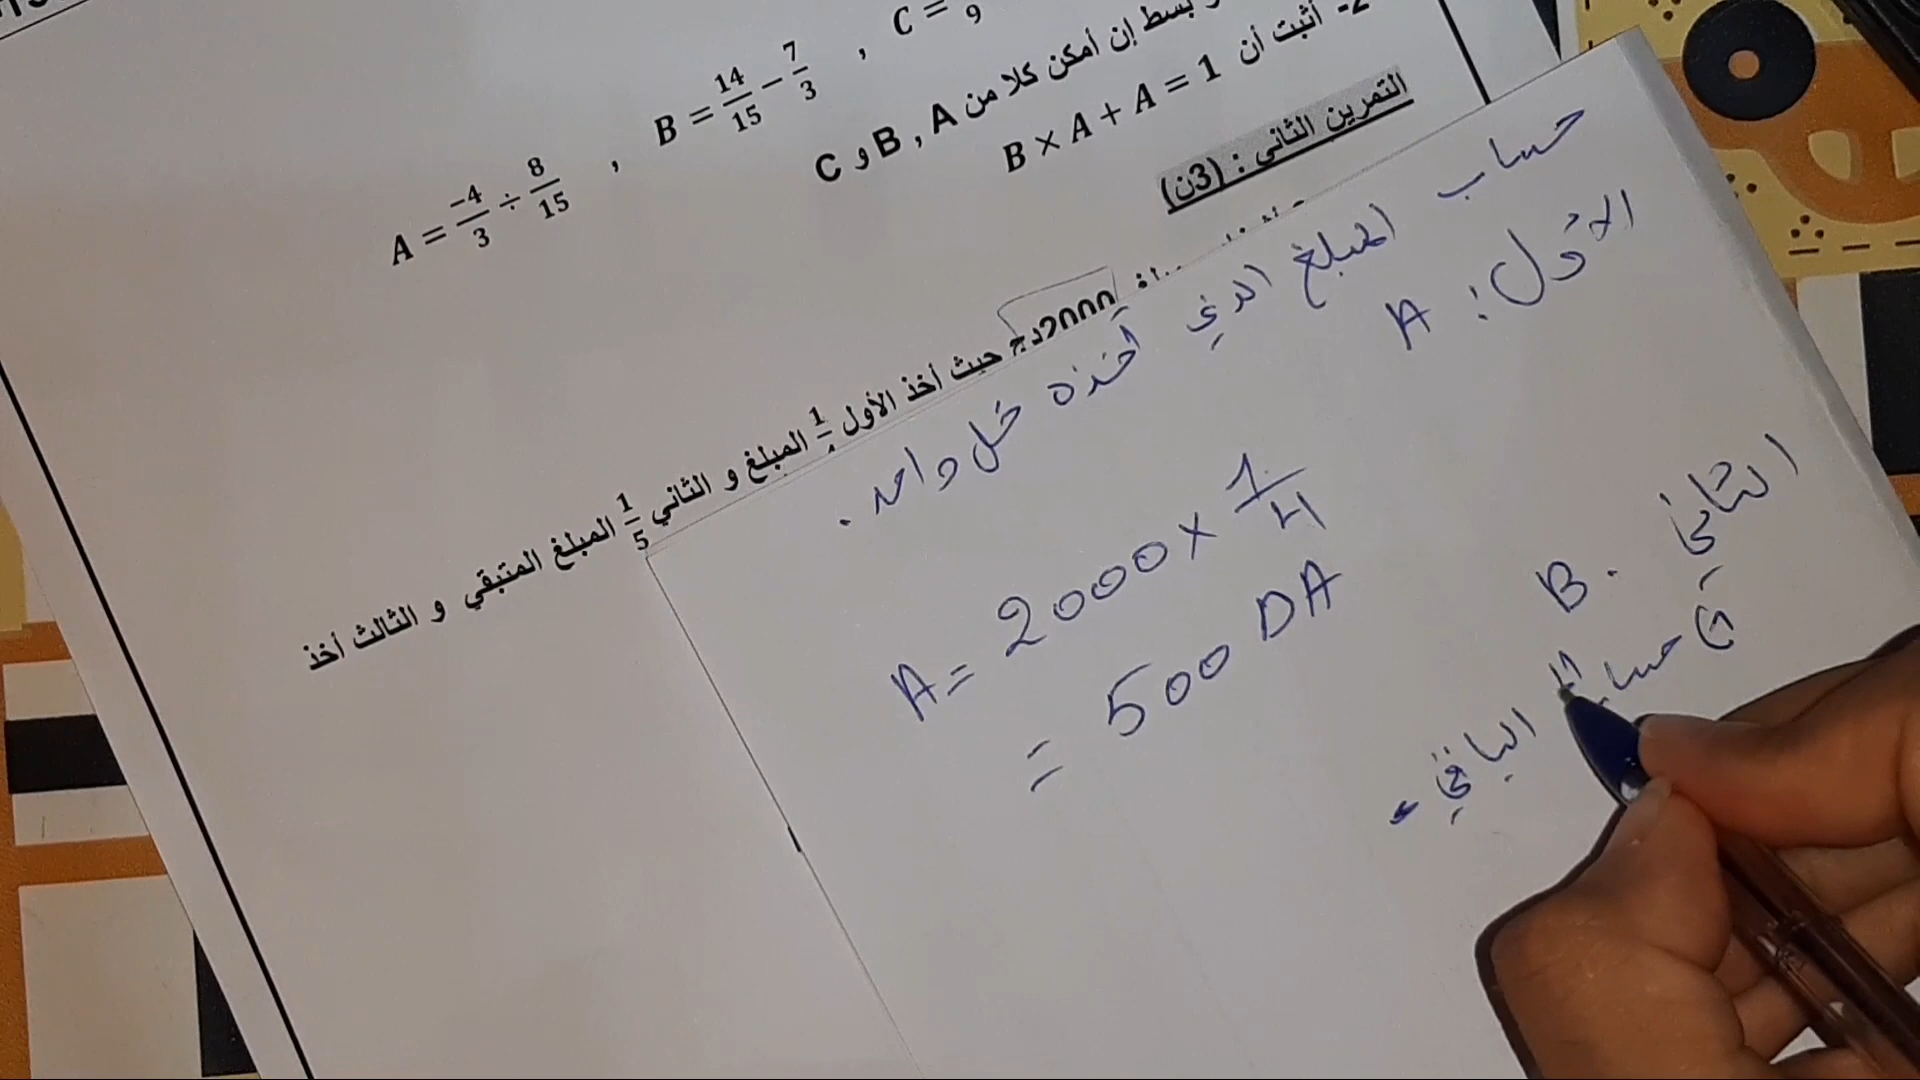 A = -4/3 ÷ 8/15 , B = 14/15 − 7/3 , C =
9
بسط إن أمكن كلا من A , B و C
2- أثبت أن B × A + A = 1
التمرين الثاني : (3ن)
2000دج حيث أخذ الأول 1/ المبلغ و الثاني 1/5 المبلغ المتبقي و الثالث أخذ
حساب المبلغ الذي أخذه كل واحد .
الأول : A
A = 2000 × 1/4
= 500 DA
الثاني . B
حساب الباقي